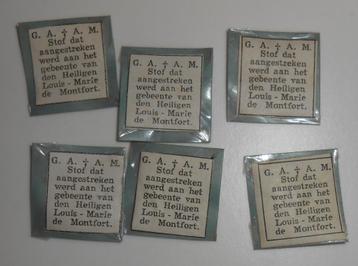 G. A. † A. M.
Stof dat
aangestreken
werd aan het
gebeente van
den Heiligen
Louis - Marie
de Montfort.
G. A. † A. M.
Stof dat
aangestreken
werd aan het
gebeente van
den Heiligen
Louis - Marie
de Montfort.
G. A. † A. M.
Stof dat
aangestreken
werd aan het
gebeente van
den Heiligen
Louis - Marie
de Montfort.
G. A. † A. M.
Stof dat
aangestreken
werd aan het
gebeente van
den Heiligen
Louis - Marie
de Montfort.
G. A. † A. M.
Stof dat
aangestreken
werd aan het
gebeente van
den Heiligen
Louis - Marie
de Montfort.
G. A. † A. M.
Stof dat
aangestreken
werd aan het
gebeente van
den Heiligen
Louis - Marie
de Montfort.